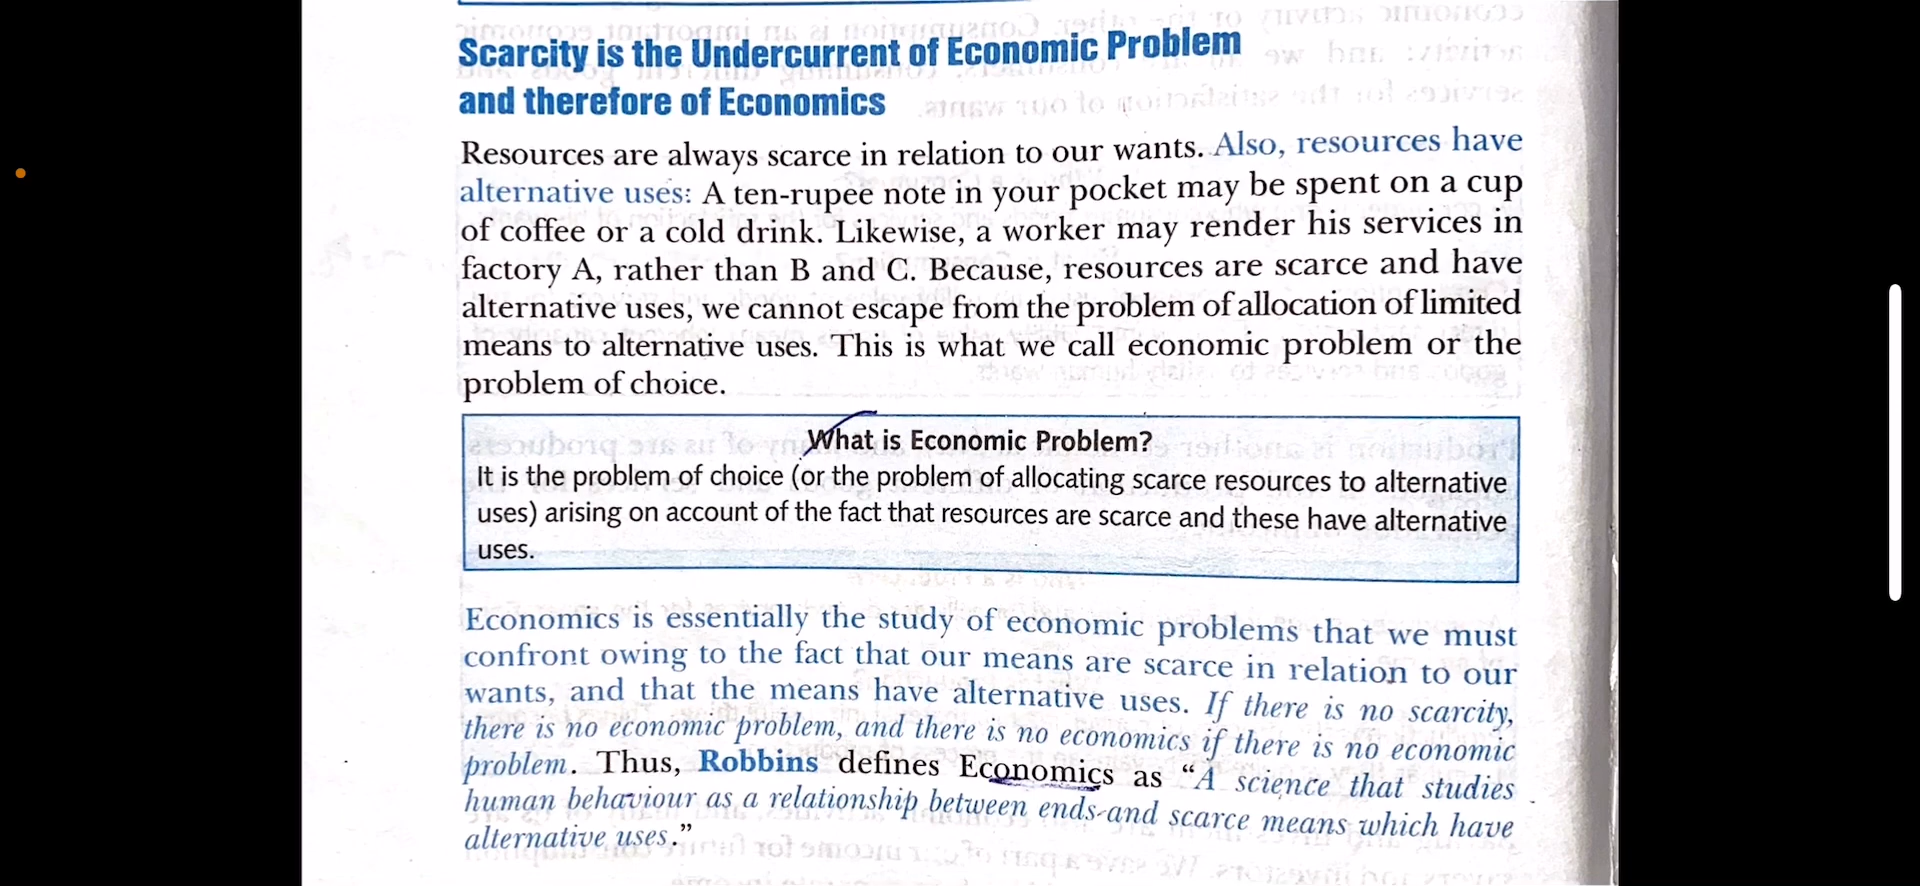 Scarcity is the Undercurrent of Economic Problem
and therefore of Economics
Resources are always scarce in relation to our wants. Also, resources have
alternative uses: A ten-rupee note in your pocket may be spent on a cup
of coffee or a cold drink. Likewise, a worker may render his services in
factory A, rather than B and C. Because, resources are scarce and have
alternative uses, we cannot escape from the problem of allocation of limited
means to alternative uses. This is what we call economic problem or the
problem of choice.
What is Economic Problem?
It is the problem of choice (or the problem of allocating scarce resources to alternative
uses) arising on account of the fact that resources are scarce and these have alternative
uses.
Economics is essentially the study of economic problems that we must
confront owing to the fact that our means are scarce in relation to our
wants, and that the means have alternative uses. If there is no scarcity,
there is no economic problem, and there is no economics if there is no economic
problem. Thus, Robbins defines Economics as “A science that studies
human behaviour as a relationship between ends and scarce means which have
alternative uses.”